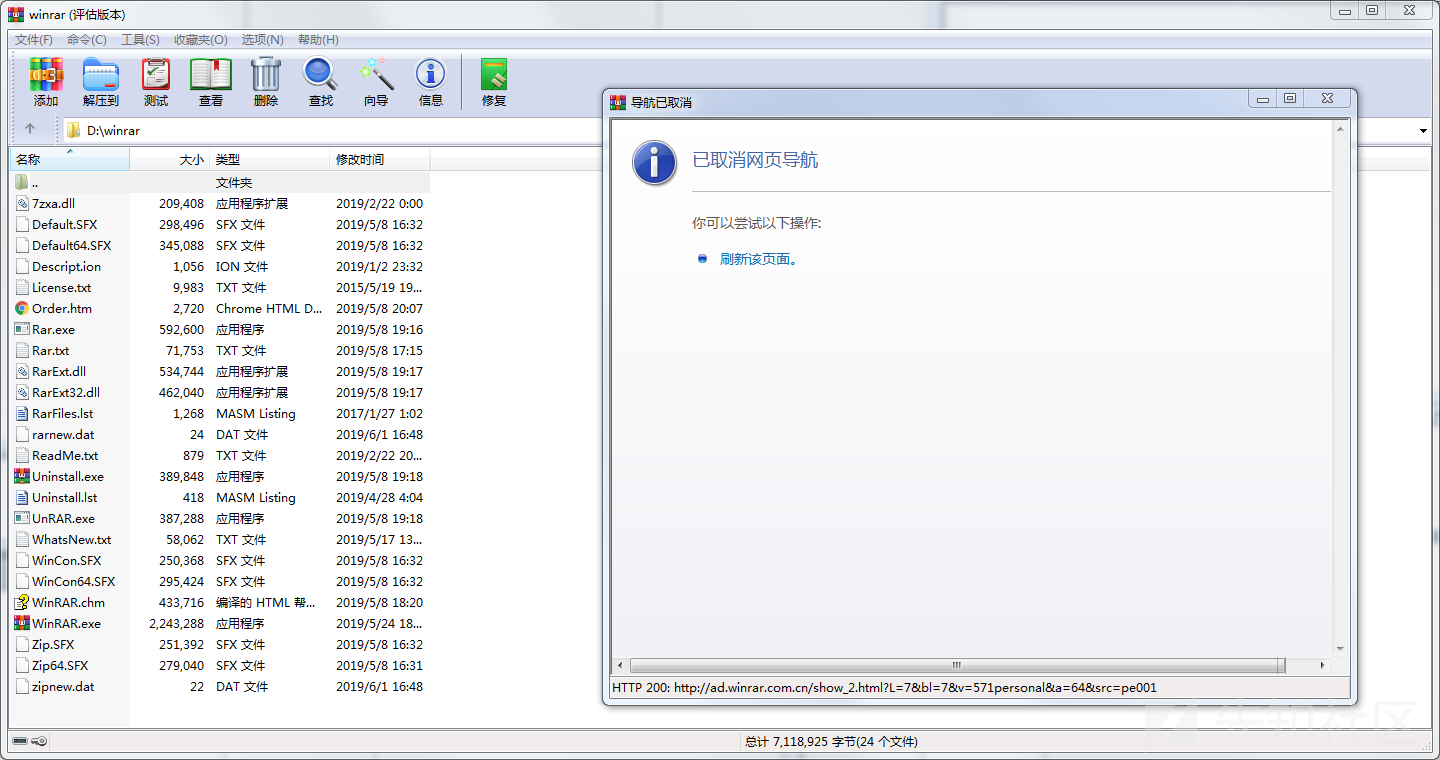 winrar (评估版本)
文件(F) 命令(C) 工具(S) 收藏夹(O) 选项(N) 帮助(H)
添加 解压到 测试 查看 删除 查找 向导 信息 修复
D:\winrar
名称 大小 类型 修改时间
.. 文件夹
7zxa.dll 209,408 应用程序扩展 2019/2/22 0:00
Default.SFX 298,496 SFX 文件 2019/5/8 16:32
Default64.SFX 345,088 SFX 文件 2019/5/8 16:32
Descript.ion 1,056 ION 文件 2019/1/2 23:32
License.txt 9,983 TXT 文件 2015/5/19 19...
Order.htm 2,720 Chrome HTML D... 2019/5/8 20:07
Rar.exe 592,600 应用程序 2019/5/8 19:16
Rar.txt 71,753 TXT 文件 2019/5/8 17:15
RarExt.dll 534,744 应用程序扩展 2019/5/8 19:17
RarExt32.dll 462,040 应用程序扩展 2019/5/8 19:17
RarFiles.lst 1,268 MASM Listing 2017/1/27 1:02
rarnew.dat 24 DAT 文件 2019/6/1 16:48
ReadMe.txt 879 TXT 文件 2019/2/22 20...
Uninstall.exe 389,848 应用程序 2019/5/8 19:18
Uninstall.lst 418 MASM Listing 2019/4/28 4:04
UnRAR.exe 387,288 应用程序 2019/5/8 19:18
WhatsNew.txt 58,062 TXT 文件 2019/5/17 13...
WinCon.SFX 250,368 SFX 文件 2019/5/8 16:32
WinCon64.SFX 295,424 SFX 文件 2019/5/8 16:32
WinRAR.chm 433,716 编译的 HTML 帮... 2019/5/8 18:20
WinRAR.exe 2,243,288 应用程序 2019/5/24 18...
Zip.SFX 251,392 SFX 文件 2019/5/8 16:32
Zip64.SFX 279,040 SFX 文件 2019/5/8 16:31
zipnew.dat 22 DAT 文件 2019/6/1 16:48
总计 7,118,925 字节(24 个文件)
导航已取消
已取消网页导航
你可以尝试以下操作:
刷新该页面。
HTTP 200: http://ad.winrar.com.cn/show_2.html?L=7&bl=7&v=571personal&a=64&src=pe001
先知社区